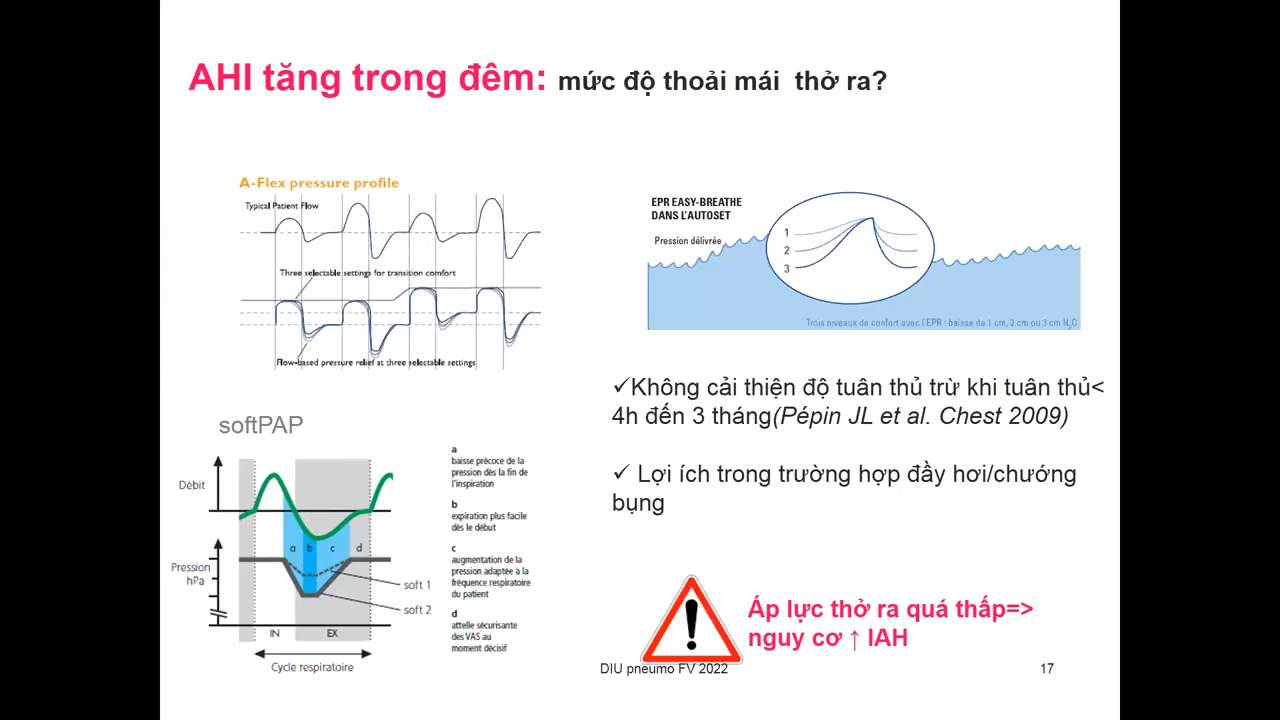 AHI tăng trong đêm: mức độ thoải mái thở ra?
A-Flex pressure profile
Typical Patient Flow
Three selectable settings for transition comfort
Flow-based pressure relief at three selectable settings
EPR EASY-BREATHE
DANS L'AUTOSET
Pression délivrée
1
2
3
Trois niveaux de confort avec l'EPR : baisse de 1 cm, 2 cm ou 3 cm H2O
✓Không cải thiện độ tuân thủ trừ khi tuân thủ<
4h đến 3 tháng(Pépin JL et al. Chest 2009)
✓ Lợi ích trong trường hợp đầy hơi/chướng
bụng
softPAP
Débit
Pression
hPa
a b c d
soft 1
soft 2
IN EX
Cycle respiratoire
a
baisse précoce de la
pression dès la fin de
l'inspiration
b
expiration plus facile
dès le début
c
augmentation de la
pression adaptée à la
fréquence respiratoire
du patient
d
attelle sécurisante
des VAS au
moment décisif
Áp lực thở ra quá thấp=>
nguy cơ ↑ IAH
DIU pneumo FV 2022
17